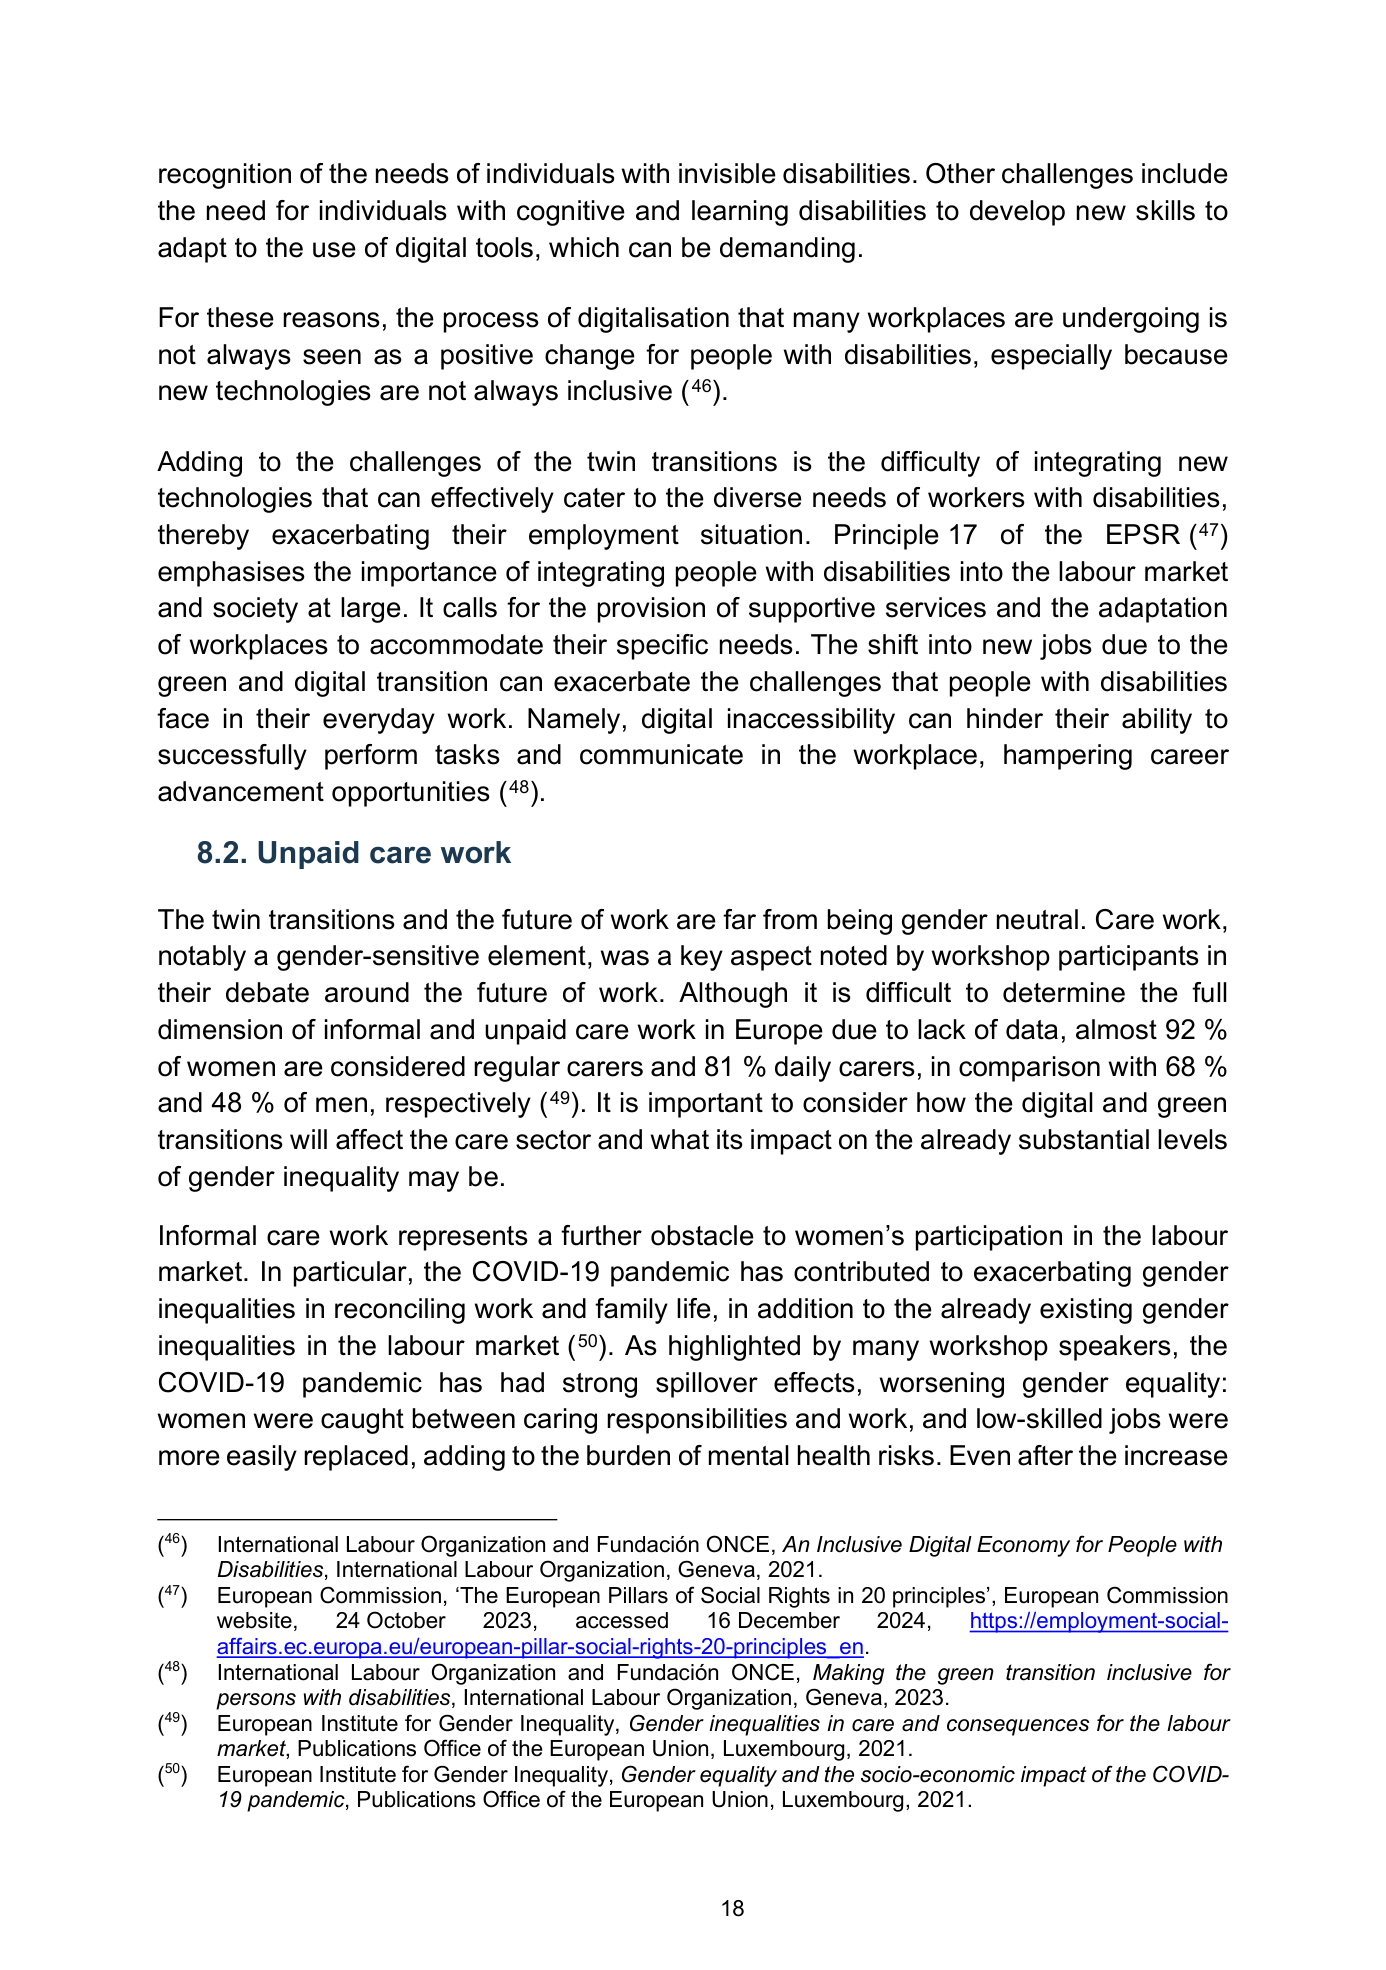 recognition of the needs of individuals with invisible disabilities. Other challenges include
the need for individuals with cognitive and learning disabilities to develop new skills to
adapt to the use of digital tools, which can be demanding.
For these reasons, the process of digitalisation that many workplaces are undergoing is
not always seen as a positive change for people with disabilities, especially because
new technologies are not always inclusive (46).
Adding to the challenges of the twin transitions is the difficulty of integrating new
technologies that can effectively cater to the diverse needs of workers with disabilities,
thereby exacerbating their employment situation. Principle 17 of the EPSR (47)
emphasises the importance of integrating people with disabilities into the labour market
and society at large. It calls for the provision of supportive services and the adaptation
of workplaces to accommodate their specific needs. The shift into new jobs due to the
green and digital transition can exacerbate the challenges that people with disabilities
face in their everyday work. Namely, digital inaccessibility can hinder their ability to
successfully perform tasks and communicate in the workplace, hampering career
advancement opportunities (48).
8.2. Unpaid care work
The twin transitions and the future of work are far from being gender neutral. Care work,
notably a gender-sensitive element, was a key aspect noted by workshop participants in
their debate around the future of work. Although it is difficult to determine the full
dimension of informal and unpaid care work in Europe due to lack of data, almost 92 %
of women are considered regular carers and 81 % daily carers, in comparison with 68 %
and 48 % of men, respectively (49). It is important to consider how the digital and green
transitions will affect the care sector and what its impact on the already substantial levels
of gender inequality may be.
Informal care work represents a further obstacle to women’s participation in the labour
market. In particular, the COVID-19 pandemic has contributed to exacerbating gender
inequalities in reconciling work and family life, in addition to the already existing gender
inequalities in the labour market (50). As highlighted by many workshop speakers, the
COVID-19 pandemic has had strong spillover effects, worsening gender equality:
women were caught between caring responsibilities and work, and low-skilled jobs were
more easily replaced, adding to the burden of mental health risks. Even after the increase
(46) International Labour Organization and Fundación ONCE, An Inclusive Digital Economy for People with
Disabilities, International Labour Organization, Geneva, 2021.
(47) European Commission, ‘The European Pillars of Social Rights in 20 principles’, European Commission
website, 24 October 2023, accessed 16 December 2024, https://employment-social-
affairs.ec.europa.eu/european-pillar-social-rights-20-principles_en.
(48) International Labour Organization and Fundación ONCE, Making the green transition inclusive for
persons with disabilities, International Labour Organization, Geneva, 2023.
(49) European Institute for Gender Inequality, Gender inequalities in care and consequences for the labour
market, Publications Office of the European Union, Luxembourg, 2021.
(50) European Institute for Gender Inequality, Gender equality and the socio-economic impact of the COVID-
19 pandemic, Publications Office of the European Union, Luxembourg, 2021.
18